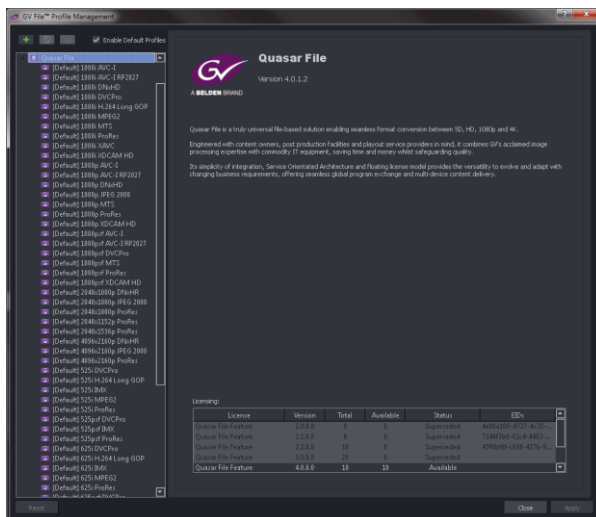 GV File™ Profile Management
Enable Default Profiles
Quasar File
[Default] 1080i AVC-I
[Default] 1080i AVC-I RP2027
[Default] 1080i DNxHD
[Default] 1080i DVCPro
[Default] 1080i H.264 Long GOP
[Default] 1080i MPEG2
[Default] 1080i MTS
[Default] 1080i ProRes
[Default] 1080i XAVC
[Default] 1080i XDCAM HD
[Default] 1080p AVC-I
[Default] 1080p AVC-I RP2027
[Default] 1080p DNxHD
[Default] 1080p JPEG 2000
[Default] 1080p MTS
[Default] 1080p ProRes
[Default] 1080p XDCAM HD
[Default] 1080psf AVC-I
[Default] 1080psf AVC-I RP2027
[Default] 1080psf DVCPro
[Default] 1080psf MTS
[Default] 1080psf ProRes
[Default] 1080psf XDCAM HD
[Default] 2048x1080p DNxHR
[Default] 2048x1080p JPEG 2000
[Default] 2048x1080p ProRes
[Default] 2048x1152p ProRes
[Default] 2048x1536p ProRes
[Default] 4096x2160p DNxHR
[Default] 4096x2160p JPEG 2000
[Default] 4096x2160p ProRes
[Default] 525i DVCPro
[Default] 525i H.264 Long GOP
[Default] 525i IMX
[Default] 525i MPEG2
[Default] 525i ProRes
[Default] 525psf DVCPro
[Default] 525psf IMX
[Default] 525psf ProRes
[Default] 625i DVCPro
[Default] 625i H.264 Long GOP
[Default] 625i IMX
[Default] 625i MPEG2
[Default] 625i ProRes
GV
A BELDEN BRAND
Quasar File
Version 4.0.1.2
Quasar File is a truly universal file-based solution enabling seamless format conversion between SD, HD, 1080p and 4K.
Engineered with content owners, post production facilities and playout service providers in mind, it combines GV's acclaimed image
processing expertise with commodity IT equipment, saving time and money whilst safeguarding quality.
Its simplicity of integration, Service Orientated Architecture and floating license model provides the versatility to evolve and adapt with
changing business requirements, offering seamless global program exchange and multi-device content delivery.
Licensing:
License Version Total Available Status EIDs
Quasar File Feature 2.0.0.0 0 0 Superseded
Quasar File Feature 2.1.0.0 0 0 Superseded
Quasar File Feature 2.2.0.0 10 0 Superseded
Quasar File Feature 3.0.0.0 20 0 Superseded
Quasar File Feature 4.0.0.0 10 10 Available
Reset Close Apply